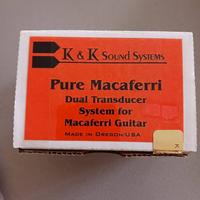 K & K Sound Systems
Pure Macaferri
Dual Transducer
System for
Macaferri Guitar
Made in Oregon/USA